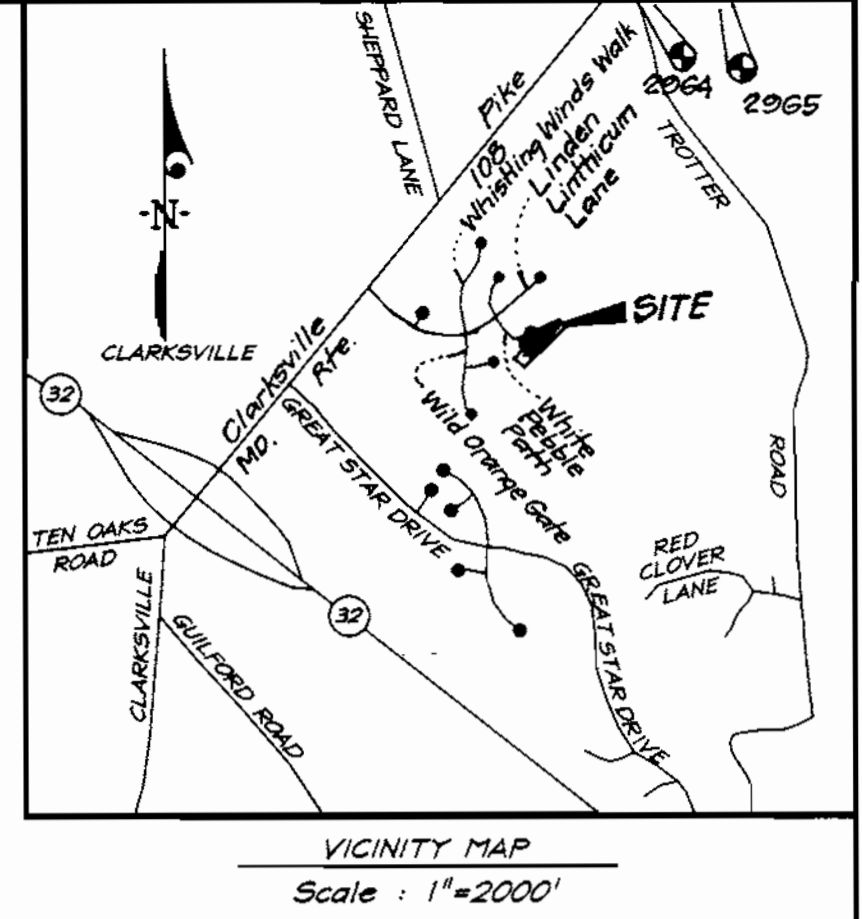 SHEPPARD LANE
Pike
108
Whistling Winds Walk
Linden
Linthicum
Lane
2964
2965
TROTTER
-N-
SITE
CLARKSVILLE
Clarksville
Rte.
MD.
32
GREAT STAR DRIVE
Wild Orange Gate
White
Pebble
Path
ROAD
TEN OAKS
ROAD
RED
CLOVER
LANE
CLARKSVILLE
GUILFORD ROAD
32
GREAT STAR DRIVE
VICINITY MAP
Scale : 1"=2000'